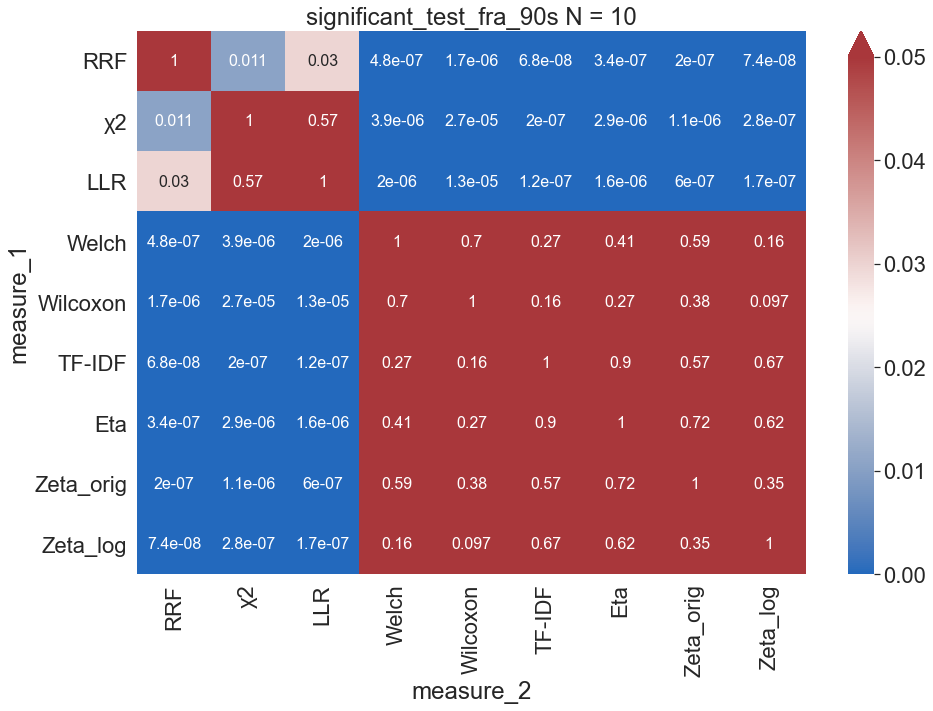 significant_test_fra_90s N = 10
RRF 1 0.011 0.03 4.8e-07 1.7e-06 6.8e-08 3.4e-07 2e-07 7.4e-08
χ2 0.011 1 0.57 3.9e-06 2.7e-05 2e-07 2.9e-06 1.1e-06 2.8e-07
LLR 0.03 0.57 1 2e-06 1.3e-05 1.2e-07 1.6e-06 6e-07 1.7e-07
Welch 4.8e-07 3.9e-06 2e-06 1 0.7 0.27 0.41 0.59 0.16
Wilcoxon 1.7e-06 2.7e-05 1.3e-05 0.7 1 0.16 0.27 0.38 0.097
TF-IDF 6.8e-08 2e-07 1.2e-07 0.27 0.16 1 0.9 0.57 0.67
Eta 3.4e-07 2.9e-06 1.6e-06 0.41 0.27 0.9 1 0.72 0.62
Zeta_orig 2e-07 1.1e-06 6e-07 0.59 0.38 0.57 0.72 1 0.35
Zeta_log 7.4e-08 2.8e-07 1.7e-07 0.16 0.097 0.67 0.62 0.35 1
measure_1
RRF χ2 LLR Welch Wilcoxon TF-IDF Eta Zeta_orig Zeta_log
measure_2
0.05
0.04
0.03
0.02
0.01
0.00